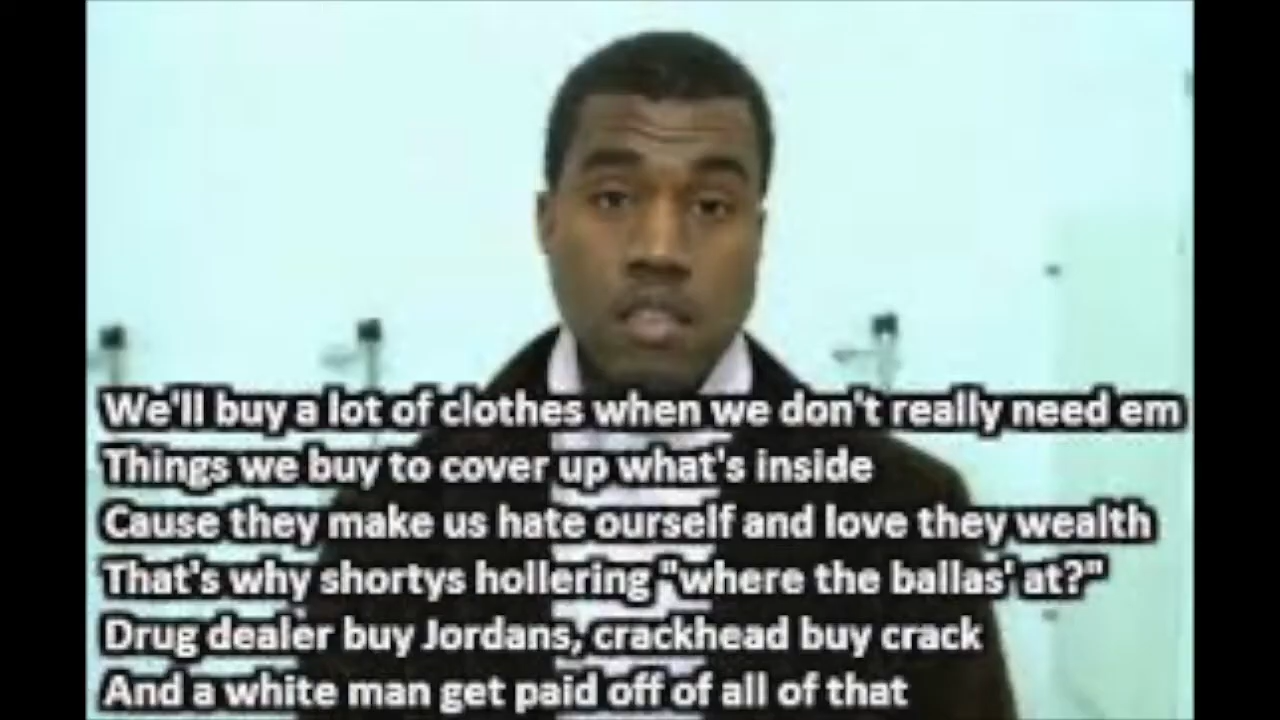 We'll buy a lot of clothes when we don't really need em
Things we buy to cover up what's inside
Cause they make us hate ourself and love they wealth
That's why shortys hollering "where the ballas' at?"
Drug dealer buy Jordans, crackhead buy crack
And a white man get paid off of all of that